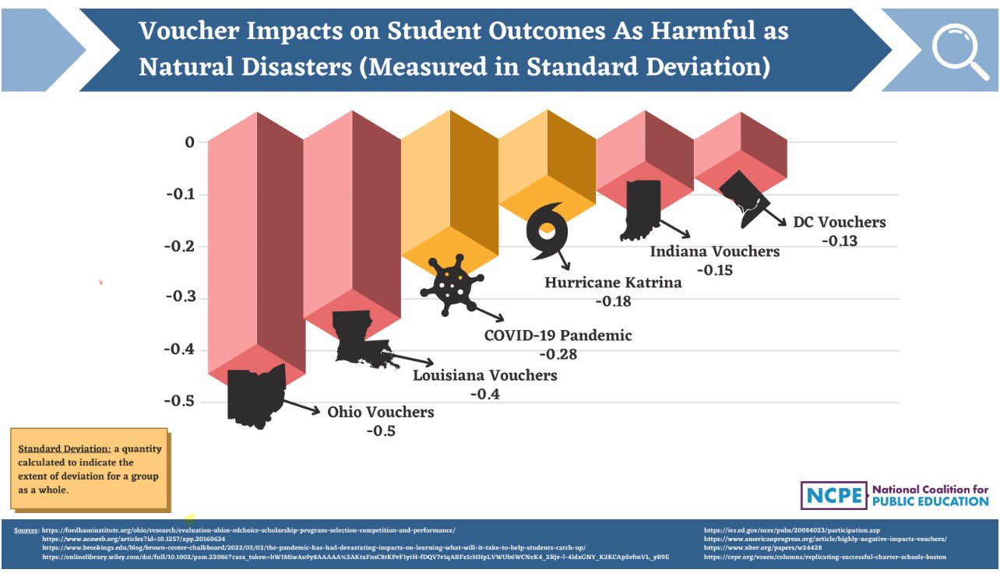 Voucher Impacts on Student Outcomes As Harmful as
Natural Disasters (Measured in Standard Deviation)
0
-0.1
-0.2
-0.3
-0.4
-0.5
DC Vouchers
-0.13
Indiana Vouchers
-0.15
Hurricane Katrina
-0.18
COVID-19 Pandemic
-0.28
Louisiana Vouchers
-0.4
Ohio Vouchers
-0.5
Standard Deviation: a quantity
calculated to indicate the
extent of deviation for a group
as a whole.
NCPE
National Coalition for
PUBLIC EDUCATION
Sources: https://fordhaminstitute.org/ohio/research/evaluation-ohios-edchoice-scholarship-program-selection-competition-and-performance/
https://www.aeaweb.org/articles?id=10.1257/app.20160634
https://www.brookings.edu/blog/brown-center-chalkboard/2022/03/03/the-pandemic-has-had-devastating-impacts-on-learning-what-will-it-take-to-help-students-catch-up/
https://ies.ed.gov/ncee/pubs/20084023/participation.asp
https://www.americanprogress.org/article/highly-negative-impacts-vouchers/
https://www.nber.org/papers/w24428
https://cepr.org/voxeu/columns/replicating-successful-charter-schools-boston